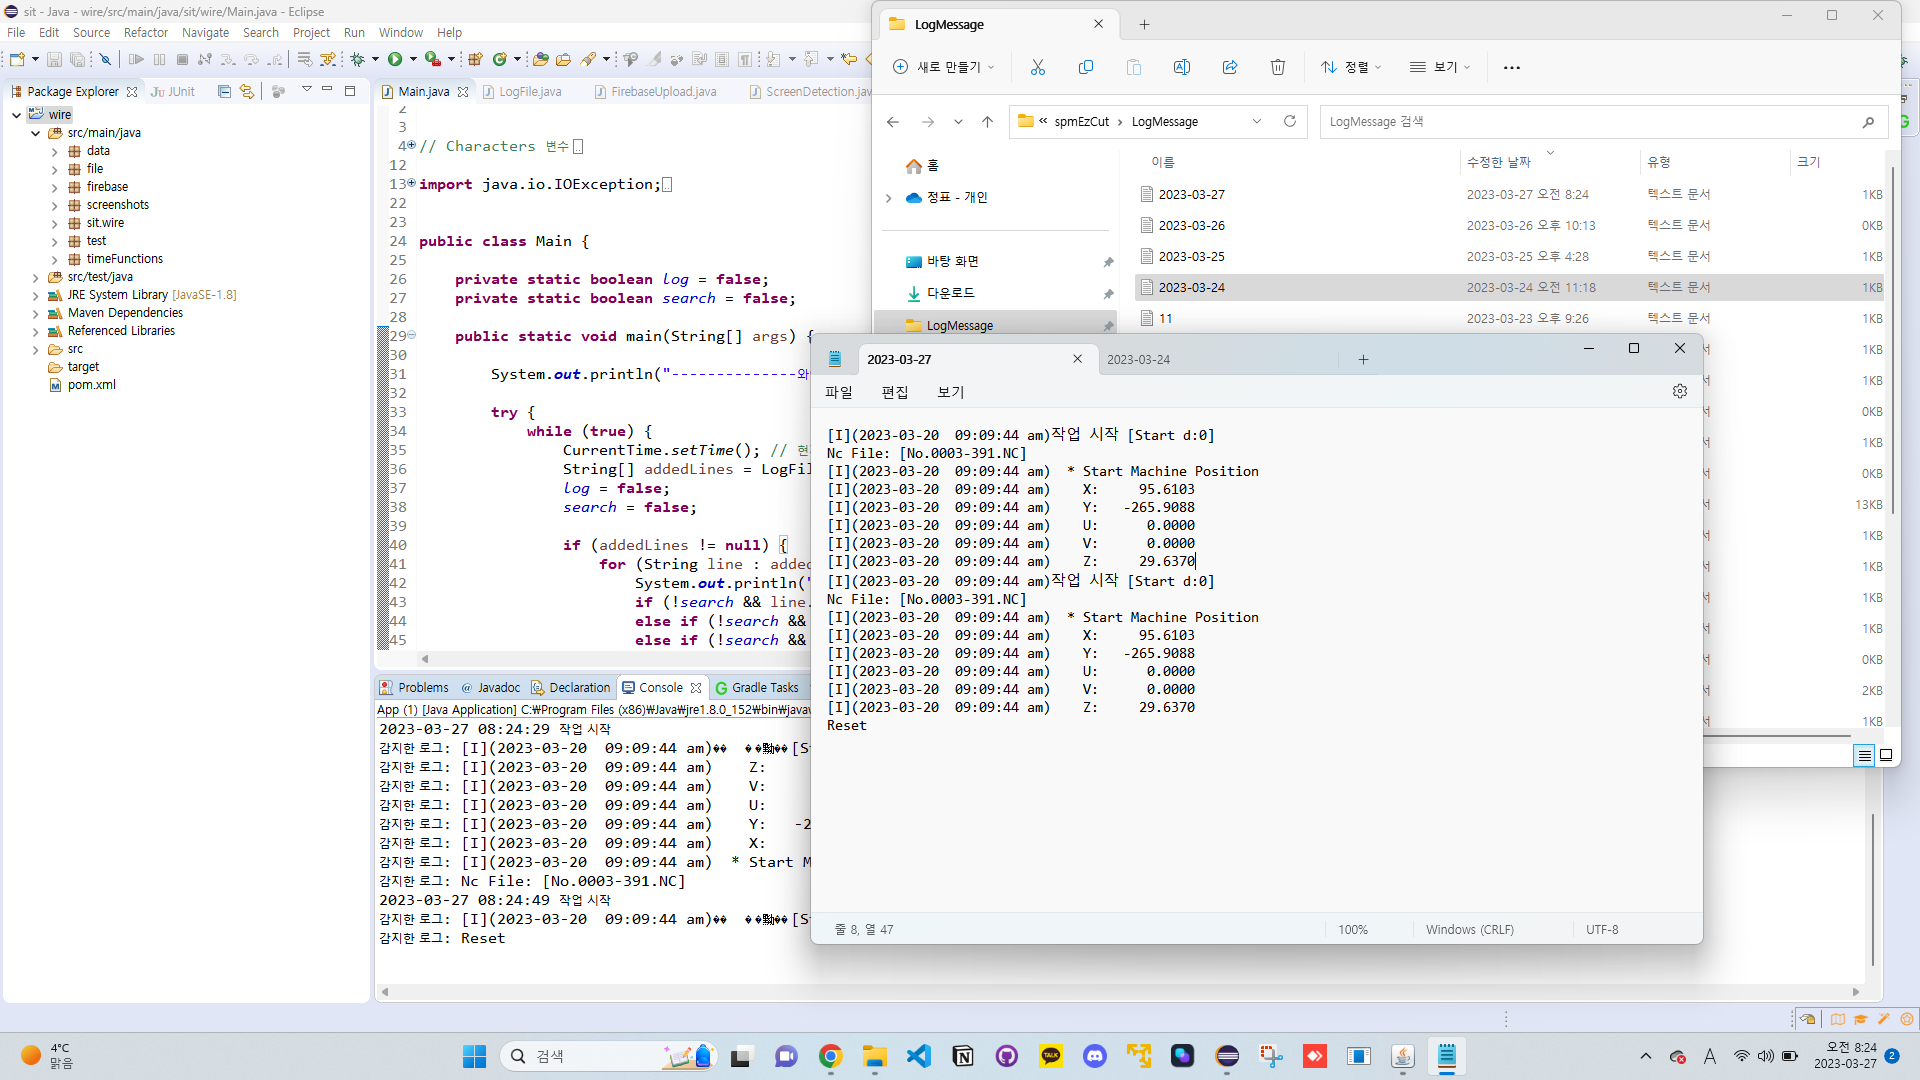 sit - Java - wire/src/main/java/sit/wire/Main.java - Eclipse
File Edit Source Refactor Navigate Search Project Run Window Help
Package Explorer JUnit
wire
src/main/java
data
file
firebase
screenshots
sit.wire
test
timeFunctions
src/test/java
JRE System Library [JavaSE-1.8]
Maven Dependencies
Referenced Libraries
src
target
pom.xml
Main.java LogFile.java FirebaseUpload.java ScreenDetection.jav
2
3
4 // Characters 변수
12
13 import java.io.IOException;
22
23
24 public class Main {
25
26 private static boolean log = false;
27 private static boolean search = false;
28
29 public static void main(String[] args) {
30
31 System.out.println("--------------와
32
33 try {
34 while (true) {
35 CurrentTime.setTime(); // 현
36 String[] addedLines = LogFil
37 log = false;
38 search = false;
39
40 if (addedLines != null) {
41 for (String line : added
42 System.out.println("
43 if (!search && line.
44 else if (!search &&
45 else if (!search &&
Problems Javadoc Declaration Console Gradle Tasks
App (1) [Java Application] C:₩Program Files (x86)₩Java₩jre1.8.0_152₩bin₩javaw
2023-03-27 08:24:29 작업 시작
감지한 로그: [I](2023-03-20 09:09:44 am)
감지한 로그: [I](2023-03-20 09:09:44 am) Z:
감지한 로그: [I](2023-03-20 09:09:44 am) V:
감지한 로그: [I](2023-03-20 09:09:44 am) U:
감지한 로그: [I](2023-03-20 09:09:44 am) Y: -2
감지한 로그: [I](2023-03-20 09:09:44 am) X:
감지한 로그: [I](2023-03-20 09:09:44 am) * Start M
감지한 로그: Nc File: [No.0003-391.NC]
2023-03-27 08:24:49 작업 시작
감지한 로그: [I](2023-03-20 09:09:44 am)
감지한 로그: Reset
LogMessage
새로 만들기 정렬 보기
« spmEzCut › LogMessage LogMessage 검색
홈
정표 - 개인
바탕 화면
다운로드
LogMessage
이름 수정한 날짜 유형 크기
2023-03-27 2023-03-27 오전 8:24 텍스트 문서 1KB
2023-03-26 2023-03-26 오후 10:13 텍스트 문서 0KB
2023-03-25 2023-03-25 오후 4:28 텍스트 문서 1KB
2023-03-24 2023-03-24 오전 11:18 텍스트 문서 1KB
11 2023-03-23 오후 9:26 텍스트 문서 1KB
1KB
1KB
0KB
1KB
0KB
13KB
1KB
1KB
1KB
1KB
0KB
2KB
1KB
2023-03-27 2023-03-24
파일 편집 보기
[I](2023-03-20 09:09:44 am)작업 시작 [Start d:0]
Nc File: [No.0003-391.NC]
[I](2023-03-20 09:09:44 am) * Start Machine Position
[I](2023-03-20 09:09:44 am) X: 95.6103
[I](2023-03-20 09:09:44 am) Y: -265.9088
[I](2023-03-20 09:09:44 am) U: 0.0000
[I](2023-03-20 09:09:44 am) V: 0.0000
[I](2023-03-20 09:09:44 am) Z: 29.6370
[I](2023-03-20 09:09:44 am)작업 시작 [Start d:0]
Nc File: [No.0003-391.NC]
[I](2023-03-20 09:09:44 am) * Start Machine Position
[I](2023-03-20 09:09:44 am) X: 95.6103
[I](2023-03-20 09:09:44 am) Y: -265.9088
[I](2023-03-20 09:09:44 am) U: 0.0000
[I](2023-03-20 09:09:44 am) V: 0.0000
[I](2023-03-20 09:09:44 am) Z: 29.6370
Reset
줄 8, 열 47 100% Windows (CRLF) UTF-8
4°C
맑음
검색
TALK
A
오전 8:24
2023-03-27
2